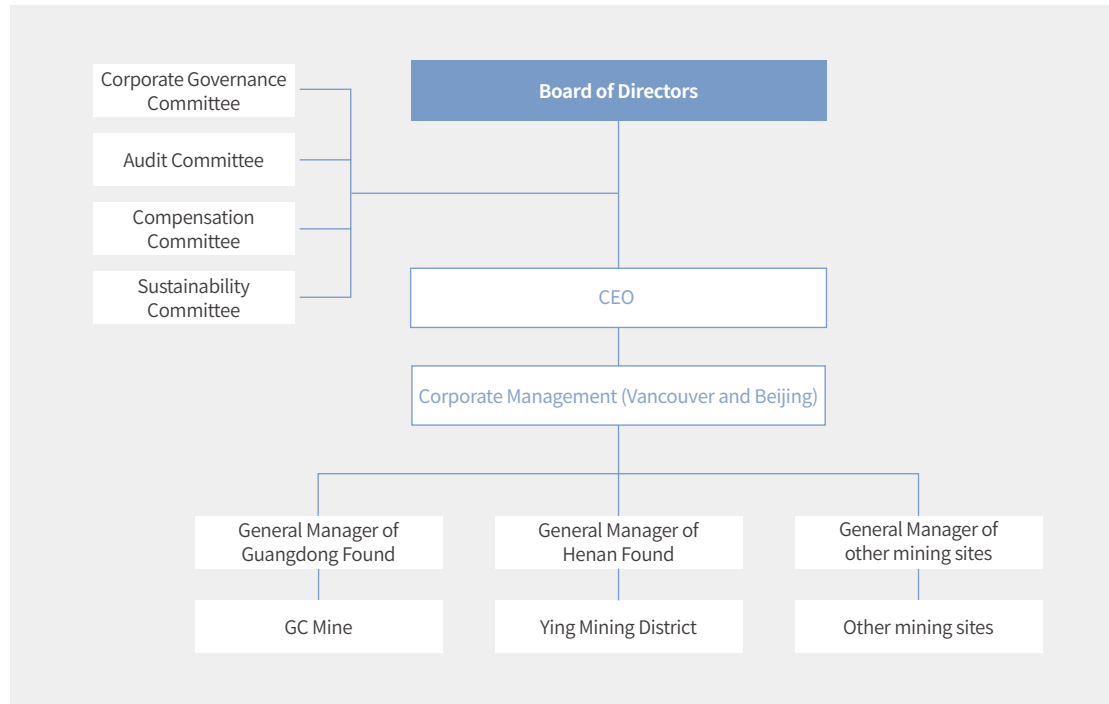 Board of Directors
Corporate Governance
Committee
Audit Committee
Compensation
Committee
Sustainability
Committee
CEO
Corporate Management (Vancouver and Beijing)
General Manager of
Guangdong Found
General Manager of
Henan Found
General Manager of
other mining sites
GC Mine
Ying Mining District
Other mining sites